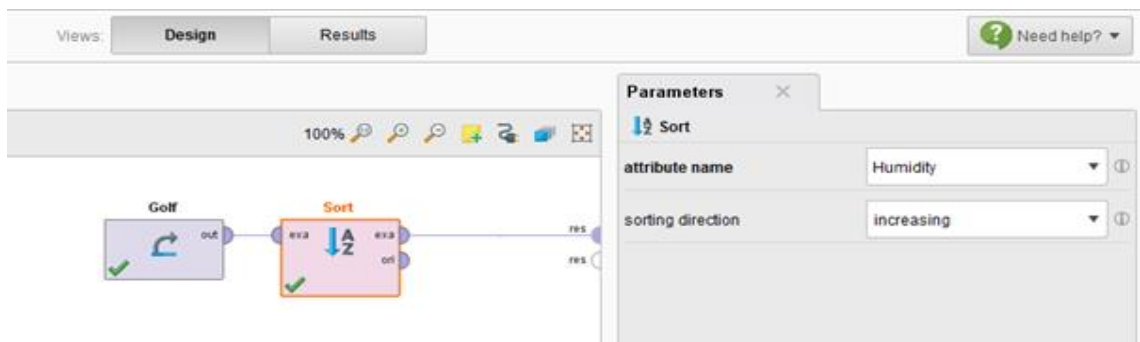 Views: Design Results Need help?
Parameters
100%
Sort
attribute name Humidity
Golf Sort
out exa exa res
sorting direction increasing
ori res